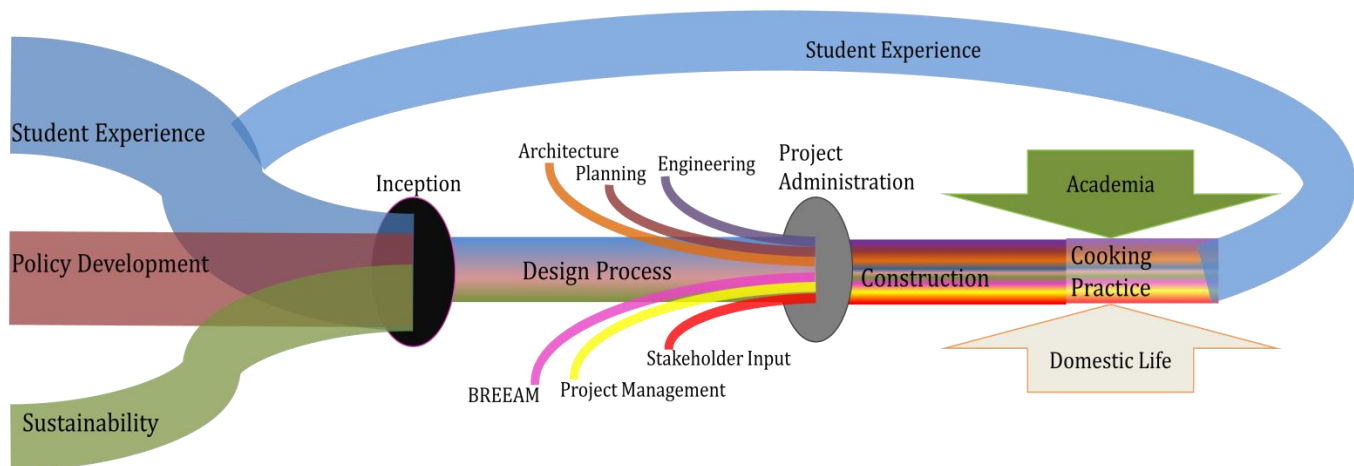 Student Experience
Student Experience
Policy Development
Sustainability
Inception
Design Process
Architecture
Planning
Engineering
BREEAM
Project Management
Stakeholder Input
Project
Administration
Construction
Academia
Cooking
Practice
Domestic Life